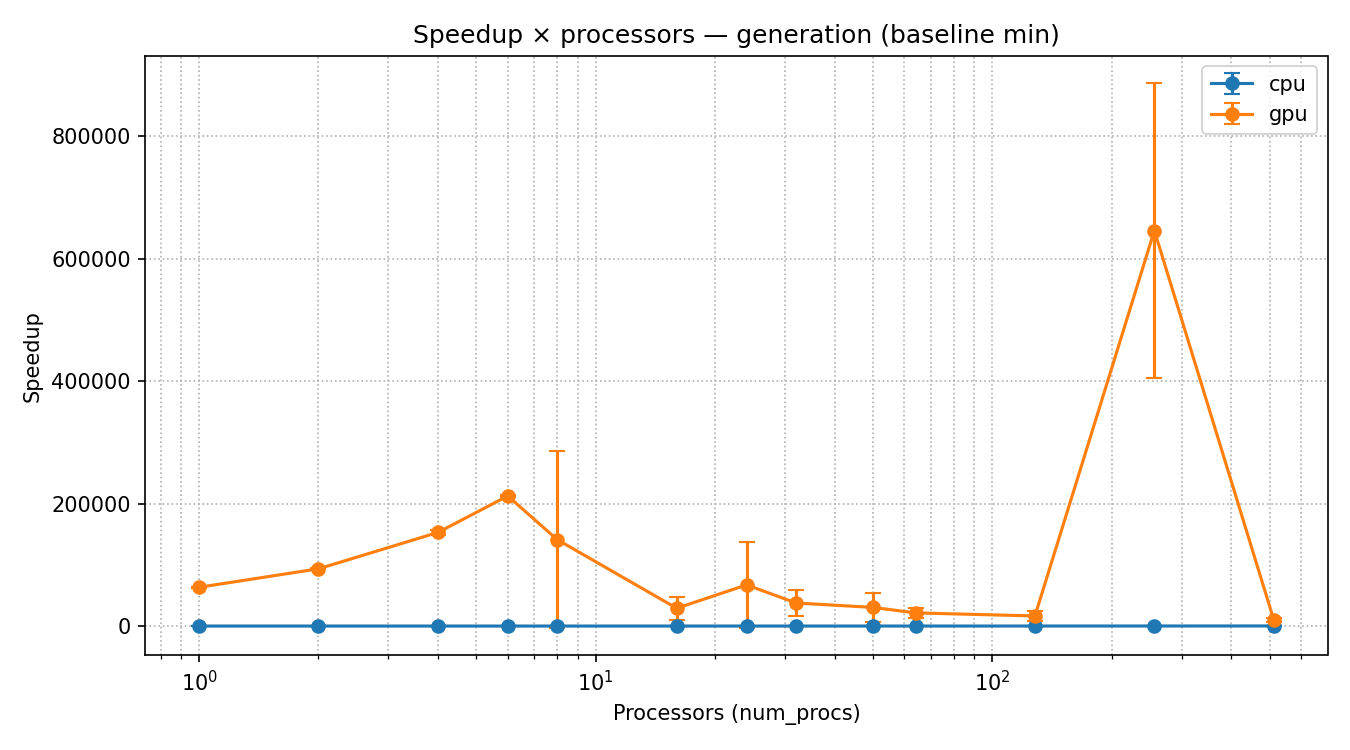 Speedup × processors — generation (baseline min)
cpu
gpu
800000
600000
400000
200000
0
Speedup
10⁰
10¹
10²
Processors (num_procs)